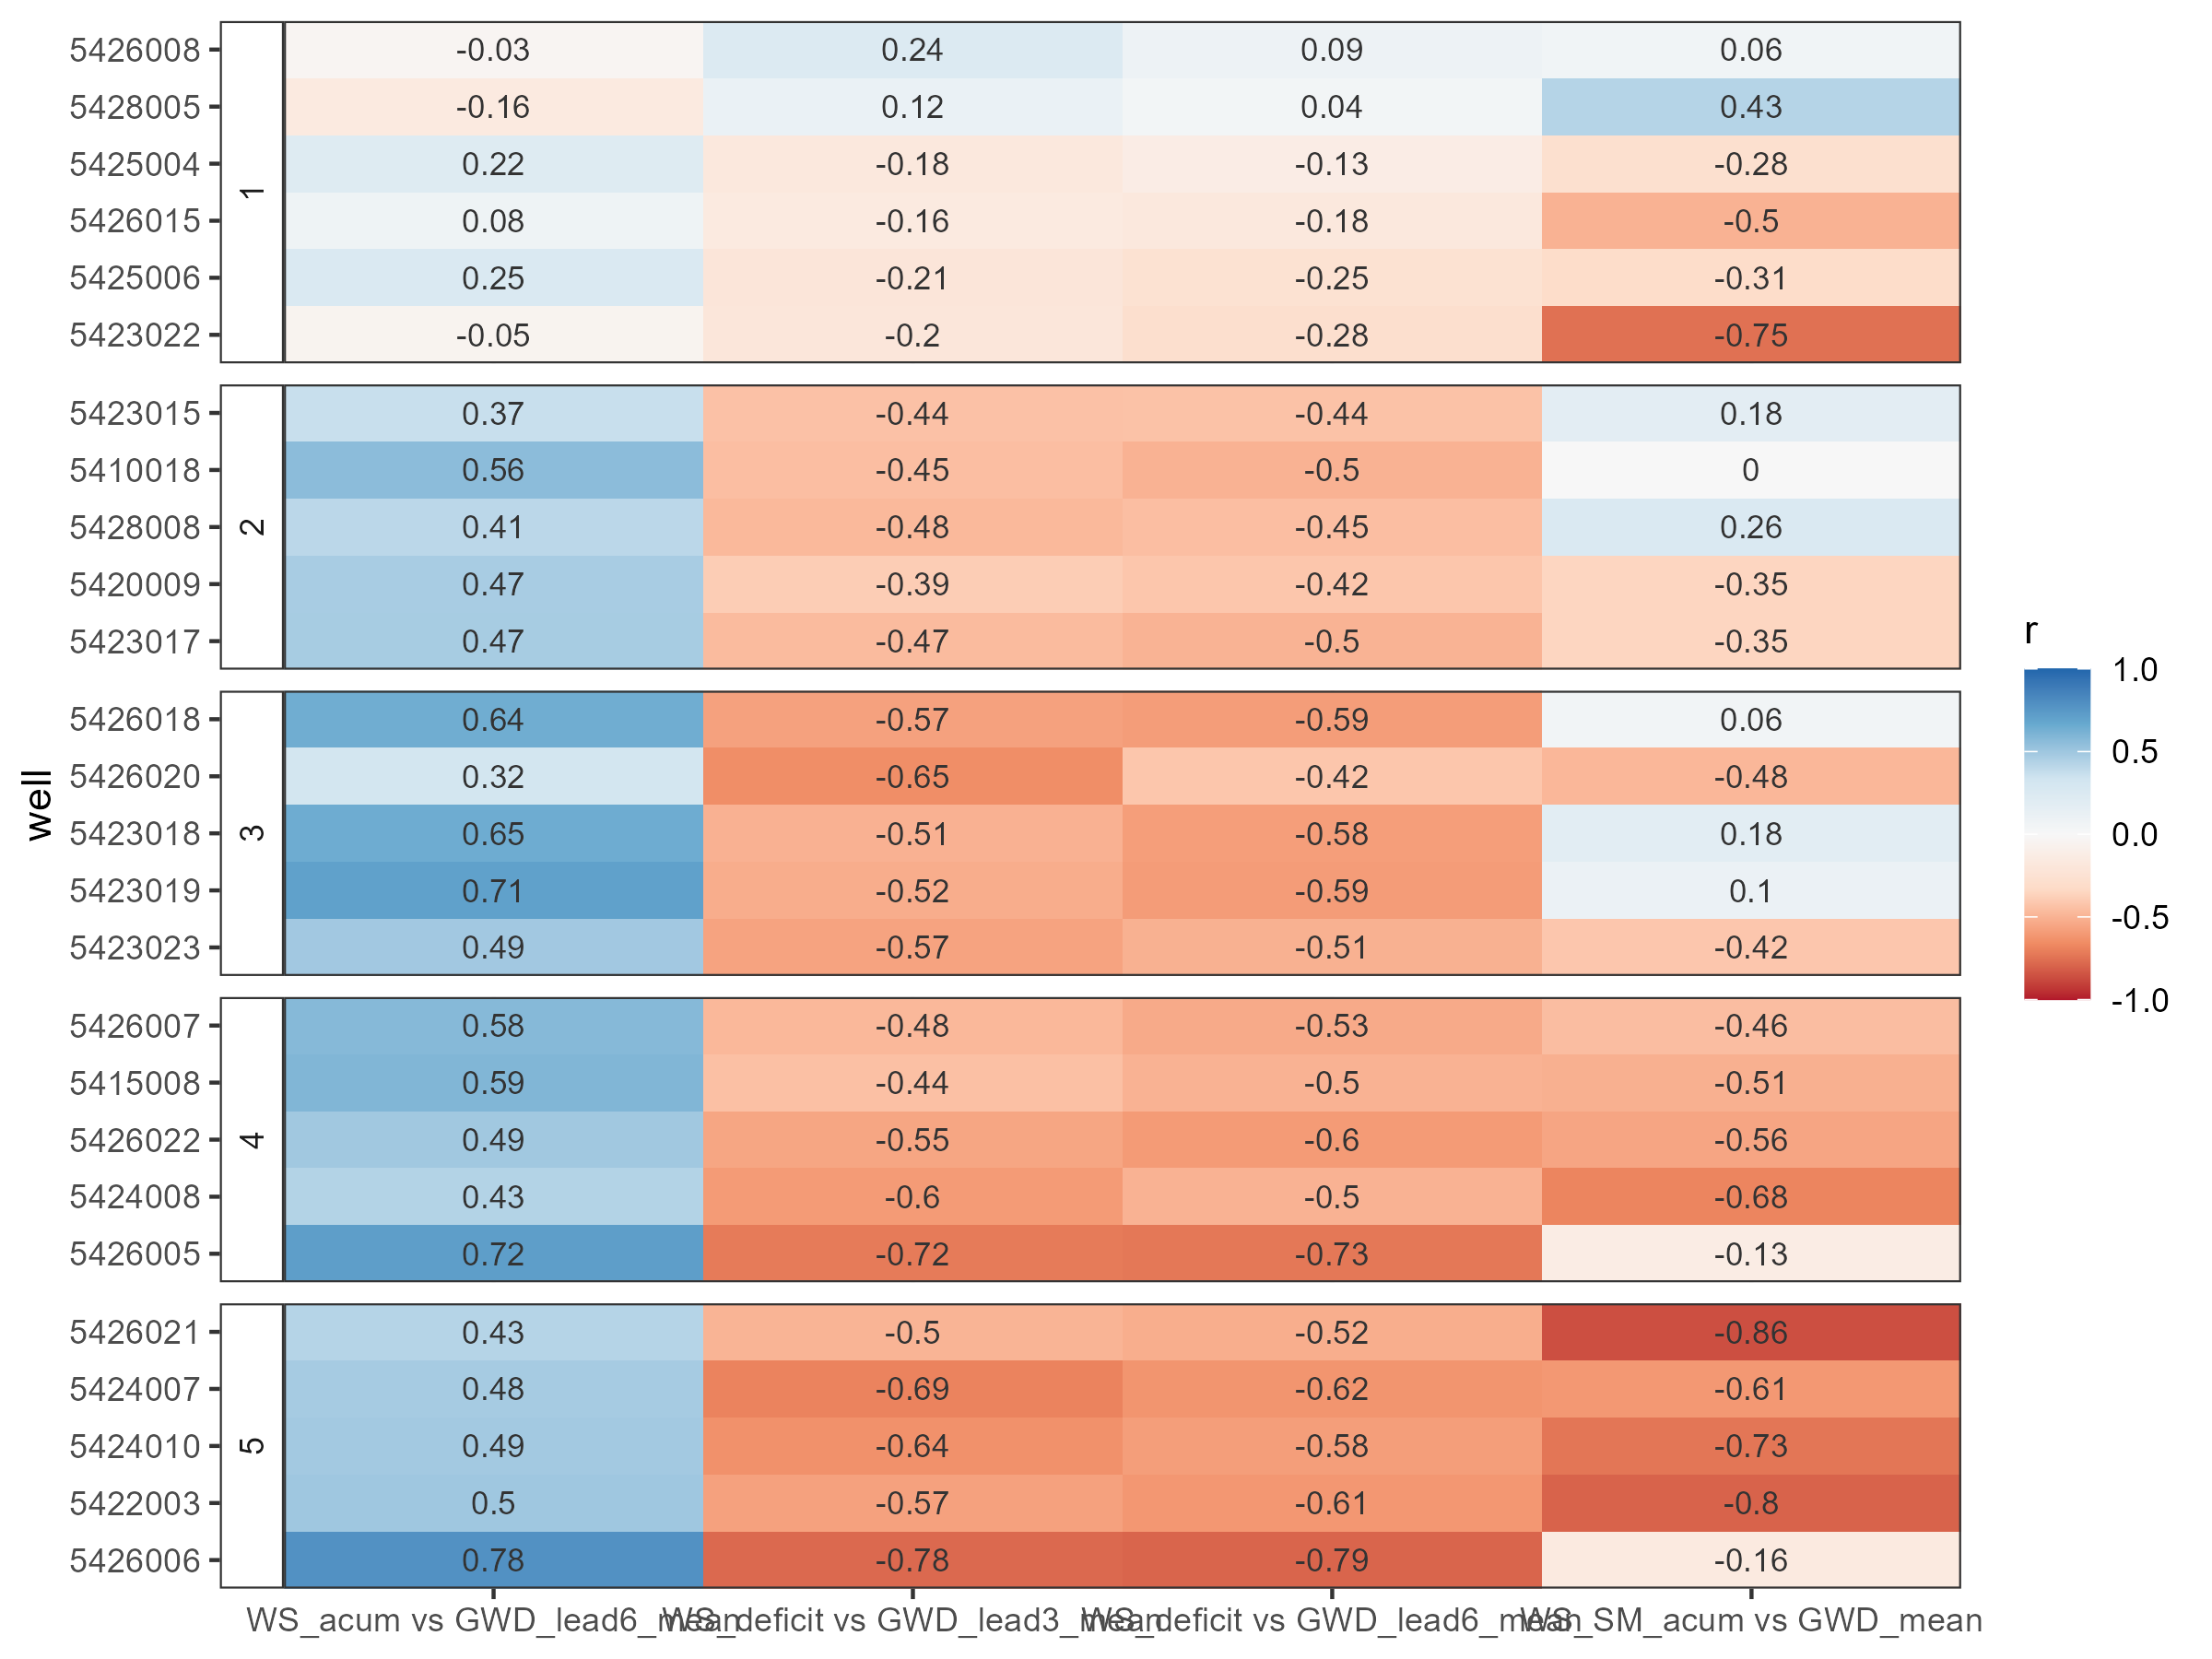 5426008 -0.03 0.24 0.09 0.06
5428005 -0.16 0.12 0.04 0.43
5425004 0.22 -0.18 -0.13 -0.28
1
5426015 0.08 -0.16 -0.18 -0.5
5425006 0.25 -0.21 -0.25 -0.31
5423022 -0.05 -0.2 -0.28 -0.75
5423015 0.37 -0.44 -0.44 0.18
5410018 0.56 -0.45 -0.5 0
5428008 2 0.41 -0.48 -0.45 0.26
5420009 0.47 -0.39 -0.42 -0.35
5423017 0.47 -0.47 -0.5 -0.35
5426018 0.64 -0.57 -0.59 0.06
5426020 0.32 -0.65 -0.42 -0.48
well
5423018 3 0.65 -0.51 -0.58 0.18
5423019 0.71 -0.52 -0.59 0.1
5423023 0.49 -0.57 -0.51 -0.42
5426007 0.58 -0.48 -0.53 -0.46
5415008 0.59 -0.44 -0.5 -0.51
5426022 4 0.49 -0.55 -0.6 -0.56
5424008 0.43 -0.6 -0.5 -0.68
5426005 0.72 -0.72 -0.73 -0.13
5426021 0.43 -0.5 -0.52 -0.86
5424007 0.48 -0.69 -0.62 -0.61
5424010 5 0.49 -0.64 -0.58 -0.73
5422003 0.5 -0.57 -0.61 -0.8
5426006 0.78 -0.78 -0.79 -0.16
WS_acum vs GWD_lead6_mean
WS_deficit vs GWD_lead3_mean
WS_deficit vs GWD_lead6_mean
WS_SM_acum vs GWD_mean
r
1.0
0.5
0.0
-0.5
-1.0